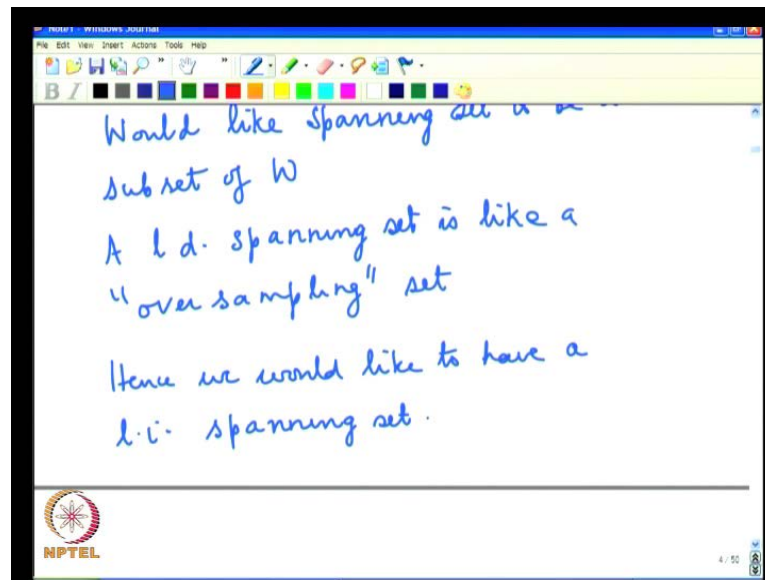 Note1 - Windows Journal
File Edit View Insert Actions Tools Help
B I
Would like Spanning
subset of W
A l d. spanning set is like a
"over sampling" set
Hence we would like to have a
l.i. spanning set.
NPTEL
4 / 50